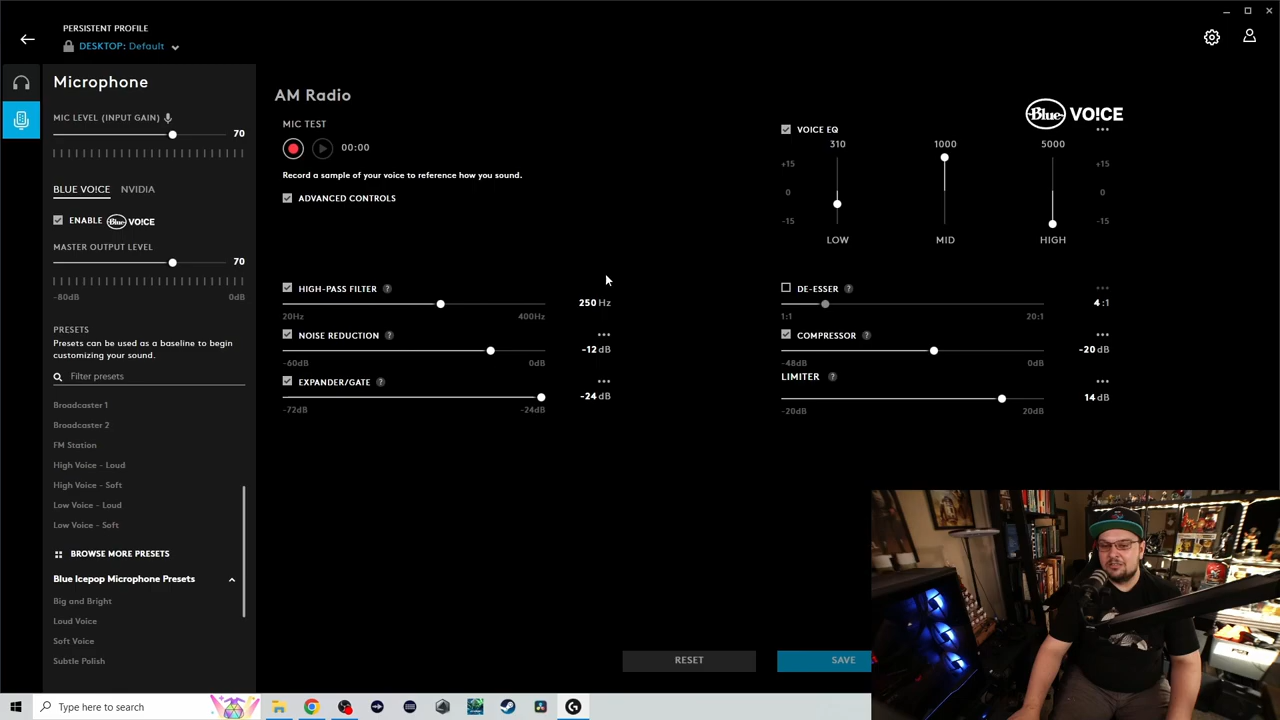 PERSISTENT PROFILE
DESKTOP: Default
Microphone
MIC LEVEL (INPUT GAIN)
70
BLUE VO!CE NVIDIA
ENABLE Blue VO!CE
MASTER OUTPUT LEVEL
70
-80dB 0dB
PRESETS
Presets can be used as a baseline to begin
customizing your sound.
Filter presets
Broadcaster 1
Broadcaster 2
FM Station
High Voice - Loud
High Voice - Soft
Low Voice - Loud
Low Voice - Soft
BROWSE MORE PRESETS
Blue Icepop Microphone Presets
Big and Bright
Loud Voice
Soft Voice
Subtle Polish
AM Radio
MIC TEST
00:00
Record a sample of your voice to reference how you sound.
ADVANCED CONTROLS
HIGH-PASS FILTER ?
250 Hz
20Hz 400Hz
NOISE REDUCTION ?
-12 dB
-60dB 0dB
EXPANDER/GATE ?
-24 dB
-72dB -24dB
Blue VO!CE
VOICE EQ
310 1000 5000
+15 +15
0 0
-15 -15
LOW MID HIGH
DE-ESSER ?
4:1
1:1 20:1
COMPRESSOR ?
-20 dB
-48dB 0dB
LIMITER ?
14 dB
-20dB 20dB
RESET SAVE
Type here to search